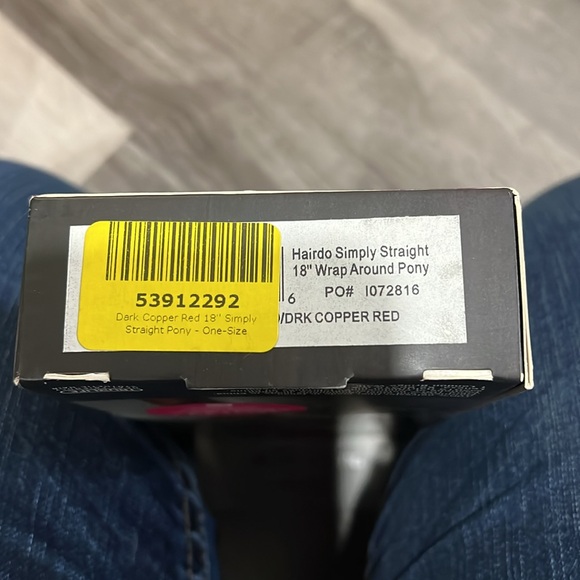 53912292
Dark Copper Red 18" Simply
Straight Pony - One-Size
Hairdo Simply Straight
18" Wrap Around Pony
6 PO# I072816
/DRK COPPER RED